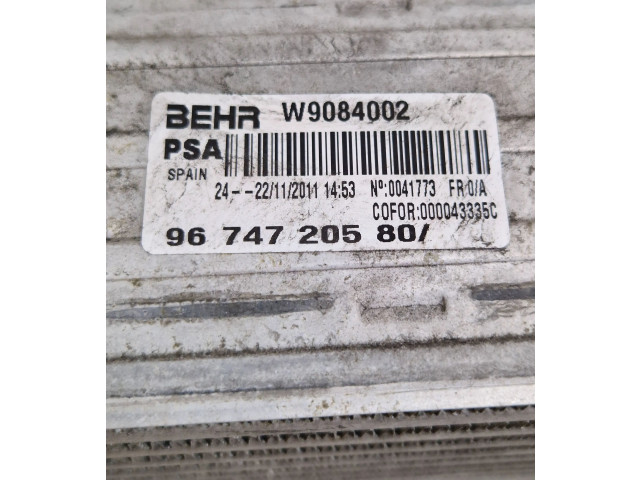 BEHR W9084002
PSA
SPAIN 24--22/11/2011 14:53 Nº:0041773 FR 0/A
COFOR:000043335C
96 747 205 80/